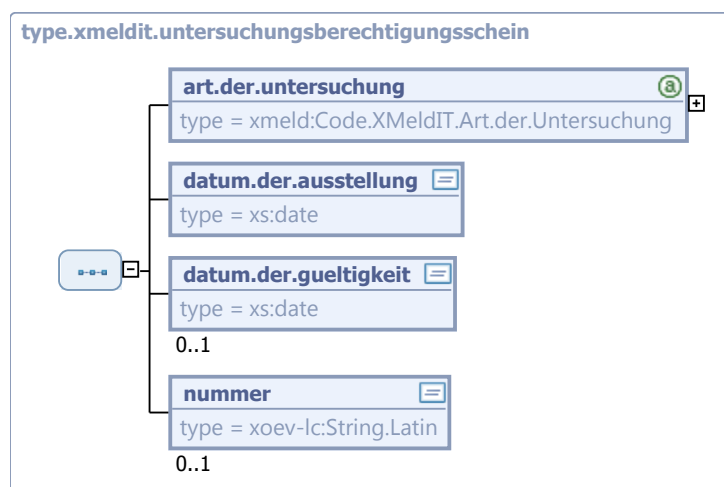 type.xmeldit.untersuchungsberechtigungsschein
art.der.untersuchung
type = xmeld:Code.XMeldIT.Art.der.Untersuchung
datum.der.ausstellung
type = xs:date
datum.der.gueltigkeit
type = xs:date
0..1
nummer
type = xoev-lc:String.Latin
0..1